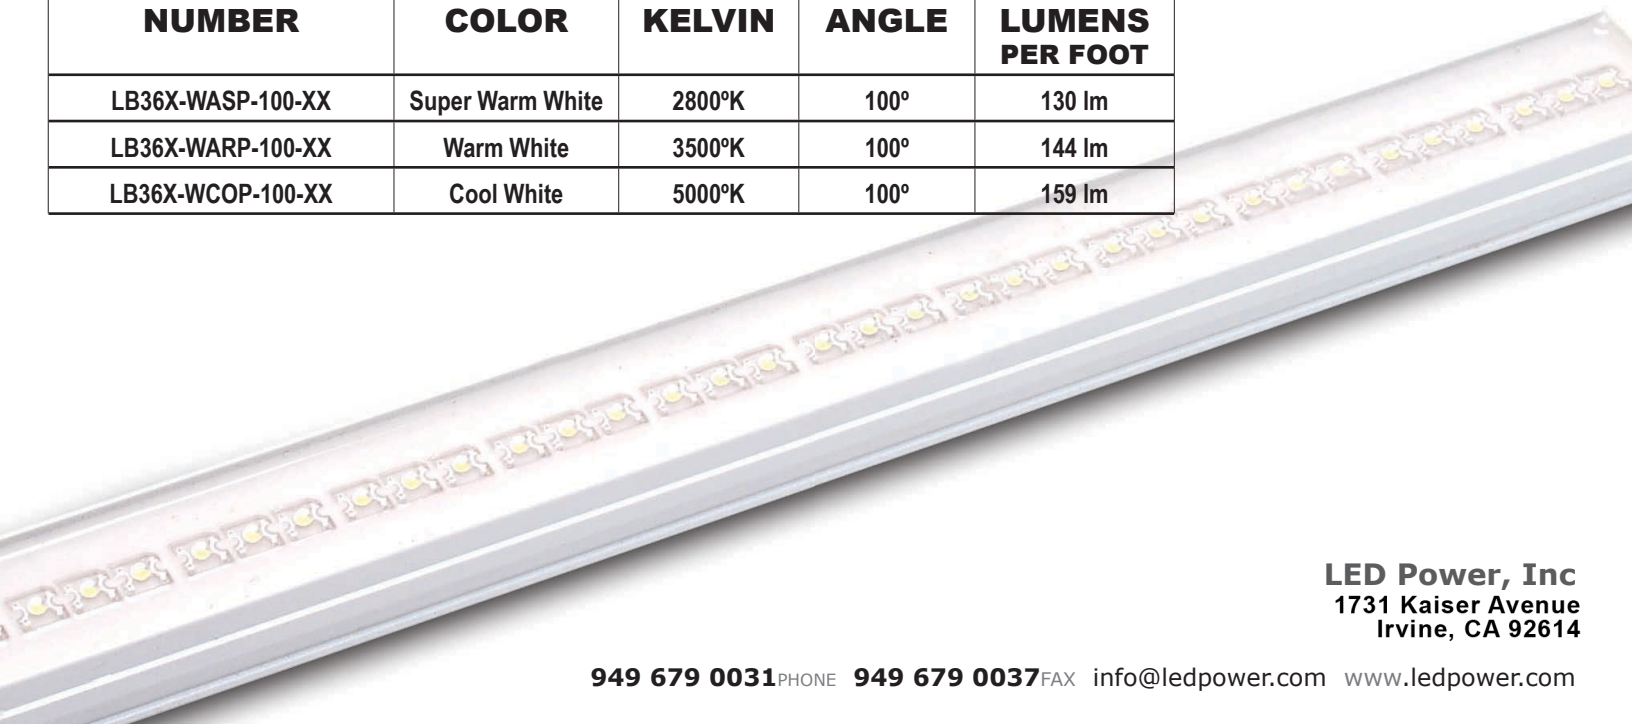 NUMBER COLOR KELVIN ANGLE LUMENS
PER FOOT
LB36X-WASP-100-XX Super Warm White 2800ºK 100º 130 lm
LB36X-WARP-100-XX Warm White 3500ºK 100º 144 lm
LB36X-WCOP-100-XX Cool White 5000ºK 100º 159 lm
LED Power, Inc
1731 Kaiser Avenue
Irvine, CA 92614
949 679 0031PHONE 949 679 0037FAX info@ledpower.com www.ledpower.com